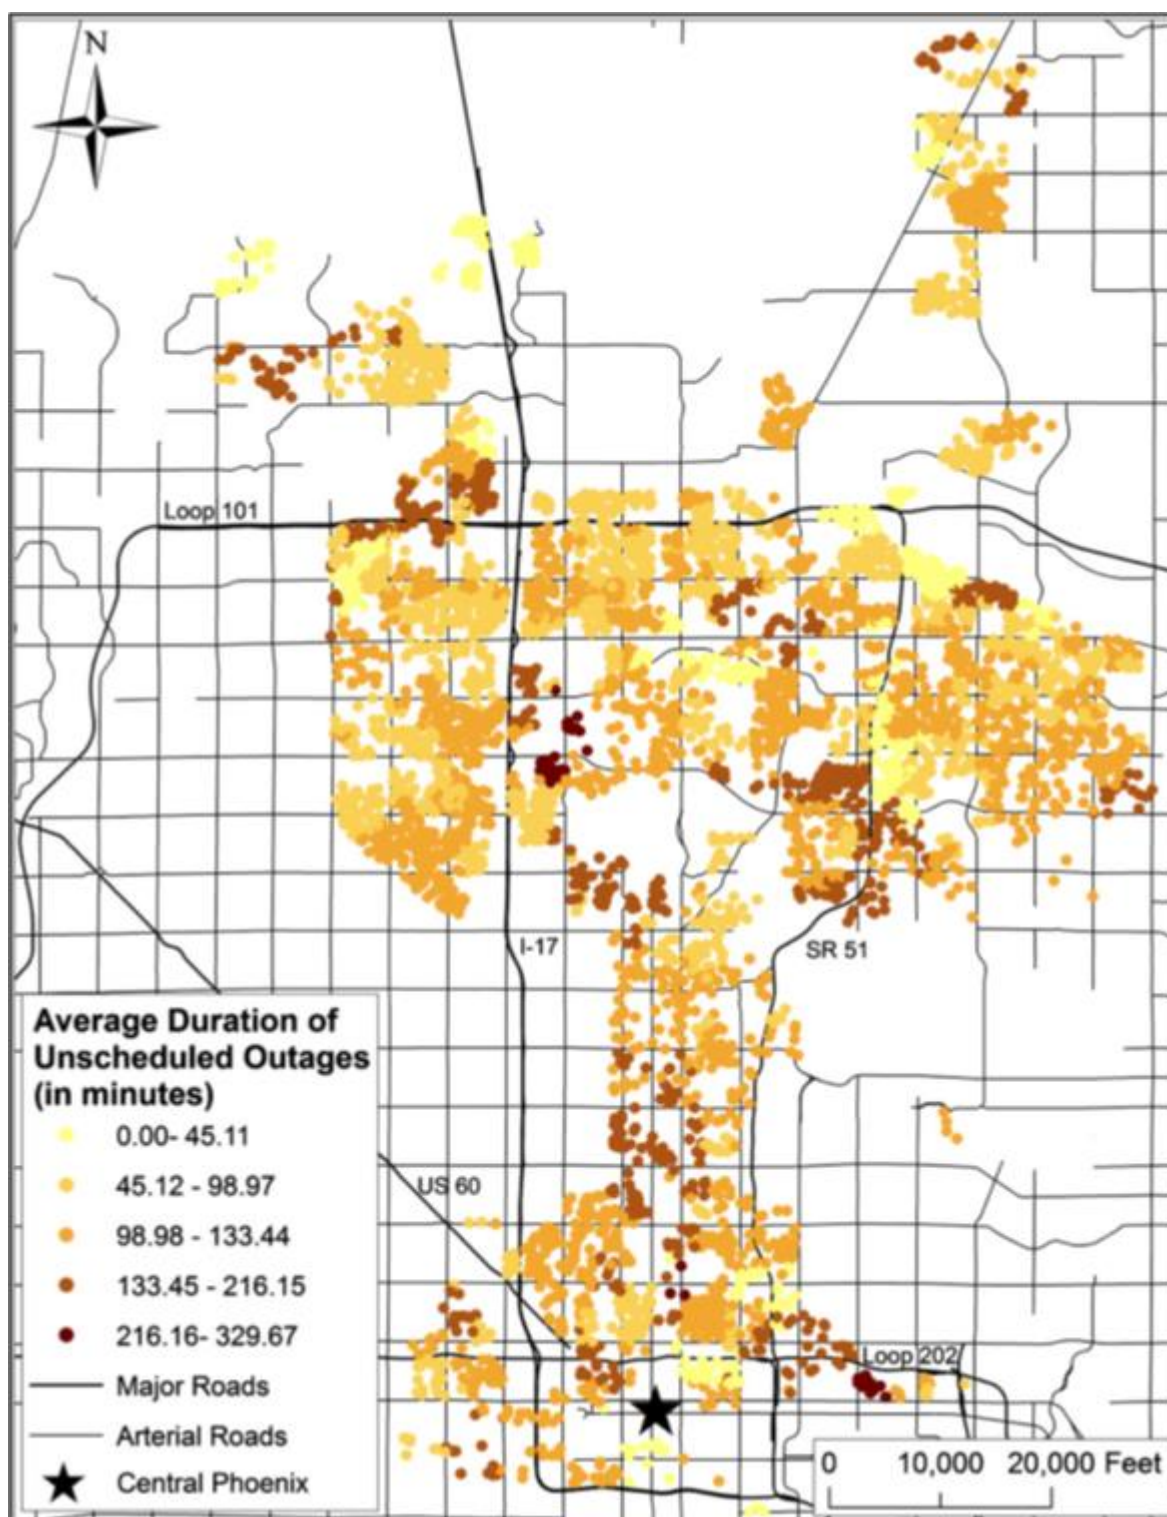 N
Loop 101
I-17
SR 51
US 60
Loop 202
Average Duration of
Unscheduled Outages
(in minutes)
0.00- 45.11
45.12 - 98.97
98.98 - 133.44
133.45 - 216.15
216.16- 329.67
Major Roads
Arterial Roads
Central Phoenix
0 10,000 20,000 Feet